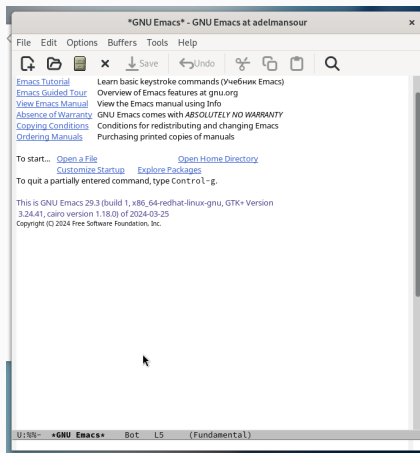 *GNU Emacs* - GNU Emacs at adelmansour
File Edit Options Buffers Tools Help
Save Undo
Emacs Tutorial Learn basic keystroke commands (Учебник Emacs)
Emacs Guided Tour Overview of Emacs features at gnu.org
View Emacs Manual View the Emacs manual using Info
Absence of Warranty GNU Emacs comes with ABSOLUTELY NO WARRANTY
Copying Conditions Conditions for redistributing and changing Emacs
Ordering Manuals Purchasing printed copies of manuals
To start... Open a File Open Home Directory
Customize Startup Explore Packages
To quit a partially entered command, type Control-g.
This is GNU Emacs 29.3 (build 1, x86_64-redhat-linux-gnu, GTK+ Version
3.24.41, cairo version 1.18.0) of 2024-03-25
Copyright (C) 2024 Free Software Foundation, Inc.
U:%%- *GNU Emacs* Bot L5 (Fundamental)